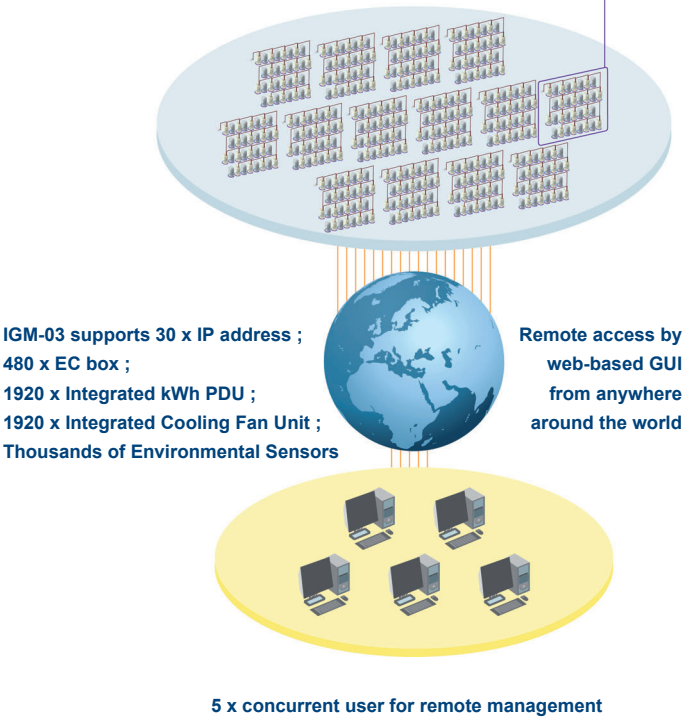 IGM-03 supports 30 x IP address ;
480 x EC box ;
1920 x Integrated kWh PDU ;
1920 x Integrated Cooling Fan Unit ;
Thousands of Environmental Sensors
Remote access by
web-based GUI
from anywhere
around the world
5 x concurrent user for remote management